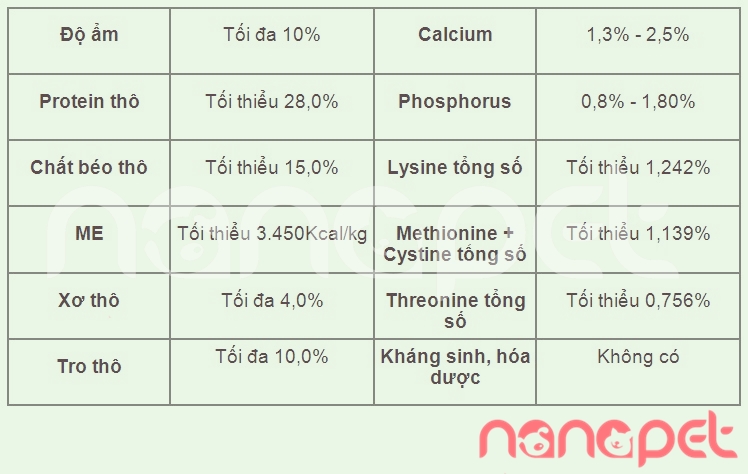 Độ ẩm Tối đa 10% Calcium 1,3% - 2,5%
Protein thô Tối thiểu 28,0% Phosphorus 0,8% - 1,80%
Chất béo thô Tối thiểu 15,0% Lysine tổng số Tối thiểu 1,242%
ME Tối thiểu 3.450Kcal/kg Methionine + Tối thiểu 1,139%
Cystine tổng số
Xơ thô Tối đa 4,0% Threonine tổng Tối thiểu 0,756%
số
Tro thô Tối đa 10,0% Kháng sinh, hóa Không có
dược
nanapet
nanapet